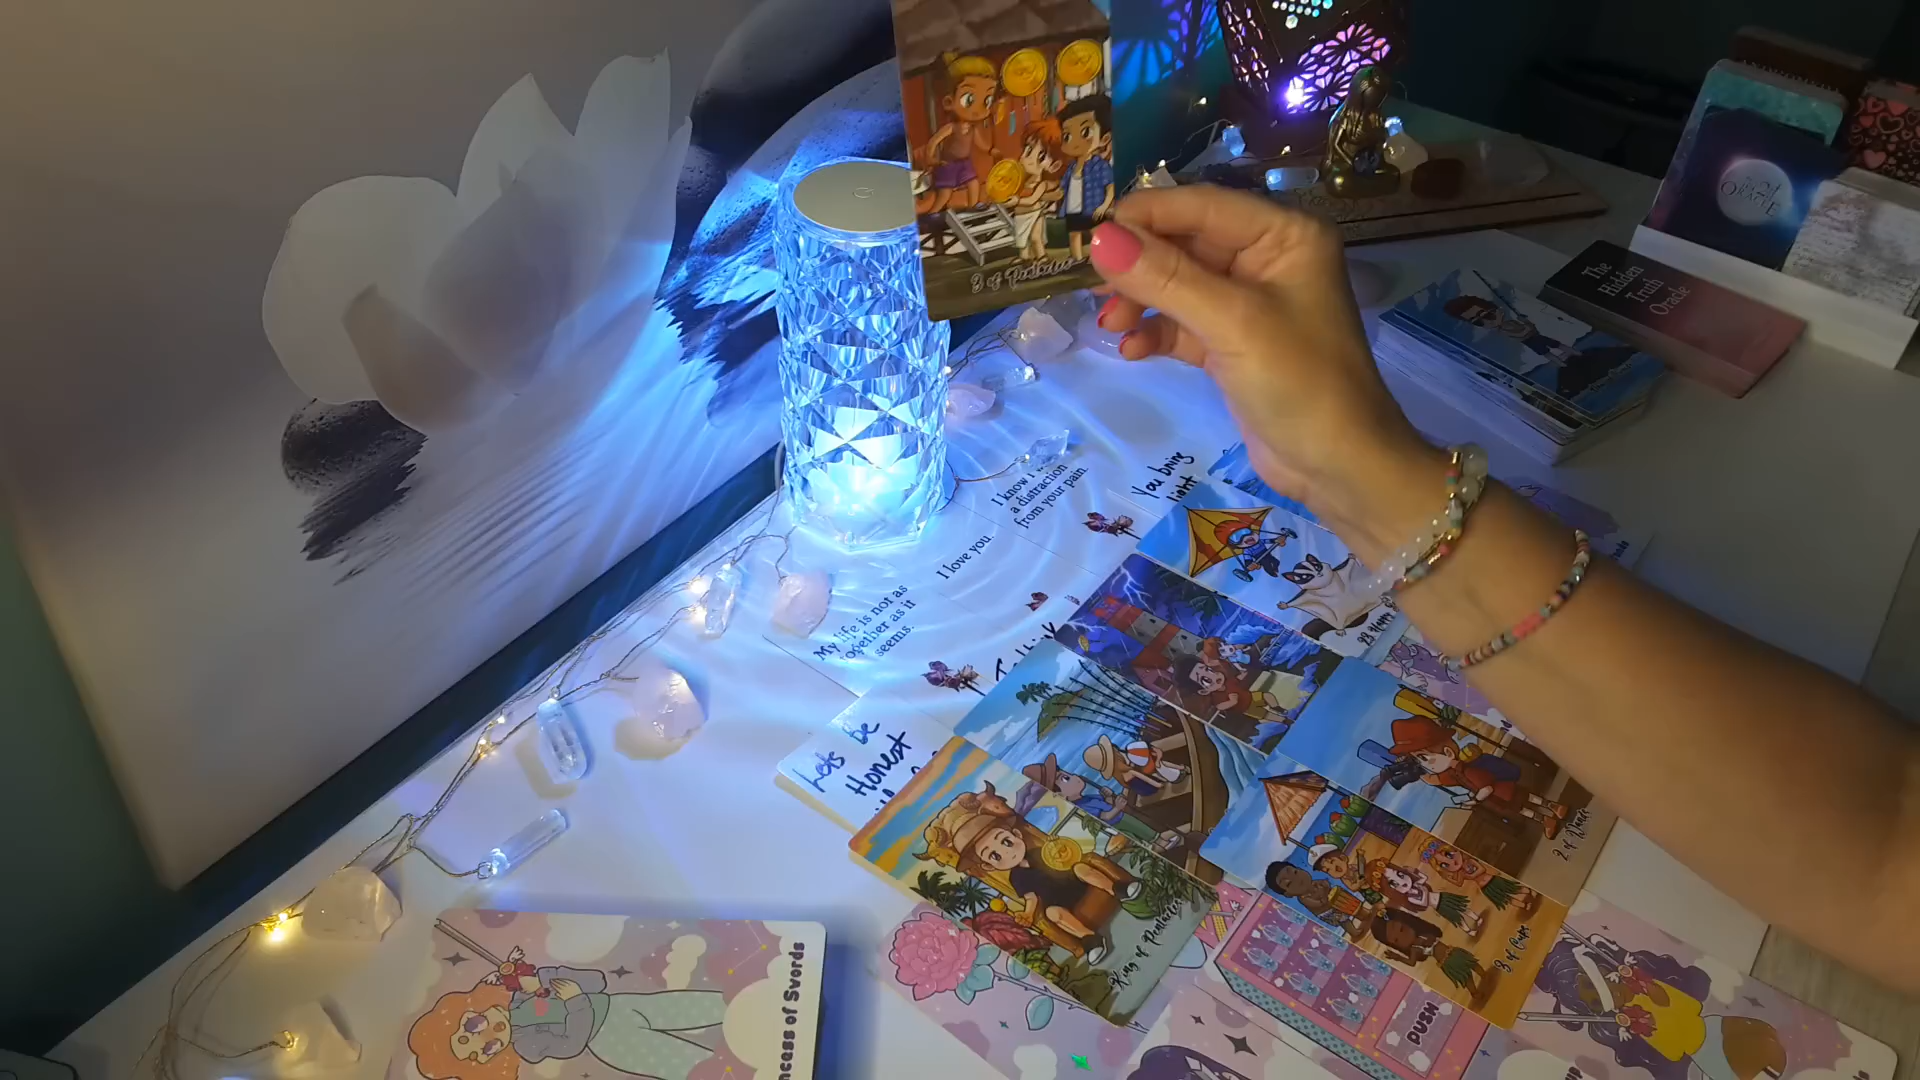 3 of Pentacles
ORACLE
The
Hidden
Truth
Oracle
I know I
a distraction
from your pain.
You bring
light
I love you.
My life is not as
together as it
seems.
Lets Be
Honest
2 of Wands
3 of Cups
King of Pentacles
PUSH
ncess of Swords